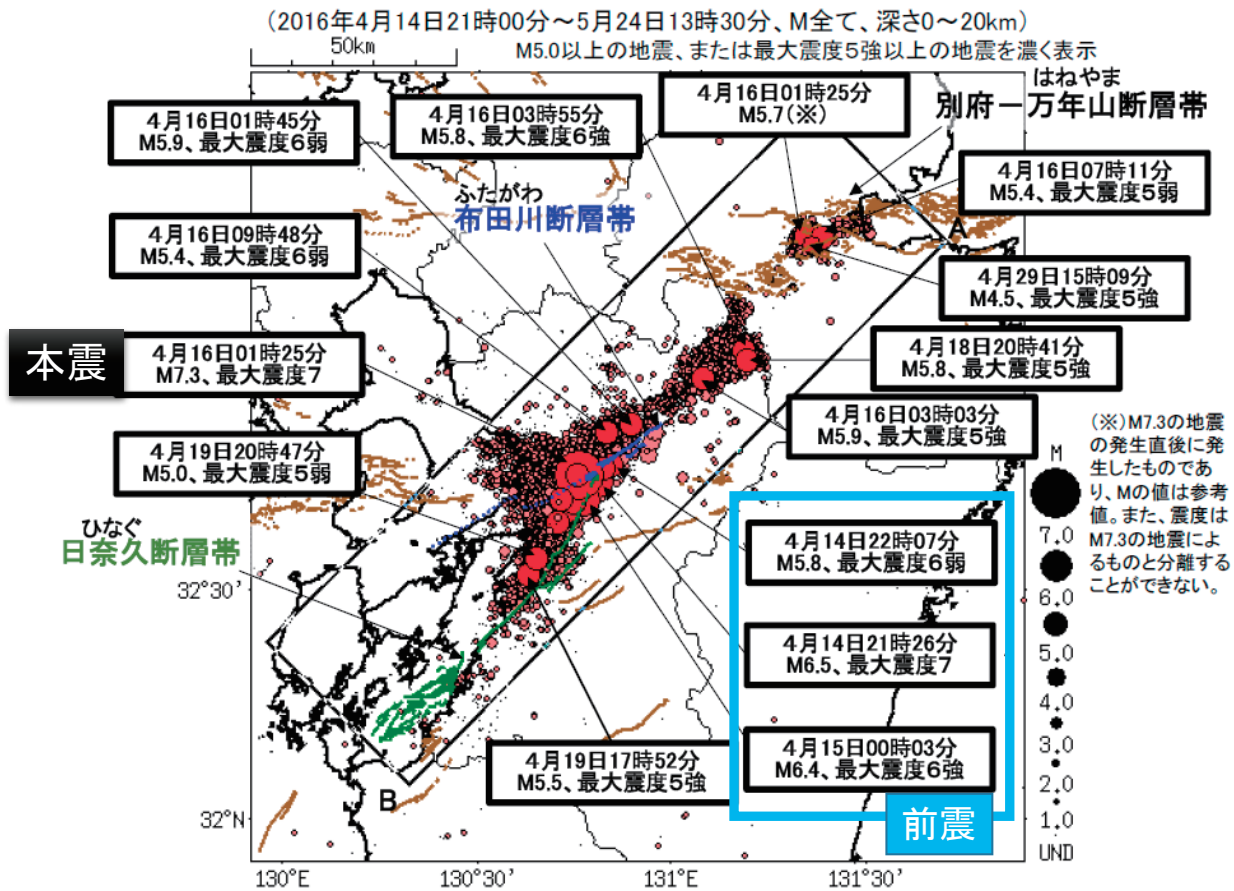 (2016年4月14日21時00分～5月24日13時30分、M全て、深さ0～20km)
50km
M5.0以上の地震、または最大震度5強以上の地震を濃く表示
4月16日01時45分
M5.9、最大震度6弱
4月16日03時55分
M5.8、最大震度6強
4月16日01時25分
M5.7(※)
はねやま
別府－万年山断層帯
4月16日07時11分
M5.4、最大震度5弱
ふたがわ
布田川断層帯
4月16日09時48分
M5.4、最大震度6弱
A
4月29日15時09分
M4.5、最大震度5強
本震
4月16日01時25分
M7.3、最大震度7
4月18日20時41分
M5.8、最大震度5強
4月16日03時03分
M5.9、最大震度5強
4月19日20時47分
M5.0、最大震度5弱
(※)M7.3の地震
の発生直後に発
生したものであ
り、Mの値は参考
値。また、震度は
M7.3の地震によ
るものと分離する
ことができない。
M
7.0
6.0
5.0
4.0
3.0
2.0
1.0
UND
ひなぐ
日奈久断層帯
4月14日22時07分
M5.8、最大震度6弱
4月14日21時26分
M6.5、最大震度7
4月15日00時03分
M6.4、最大震度6強
前震
4月19日17時52分
M5.5、最大震度5強
B
32°30'
32°N
130°E
130°30'
131°E
131°30'